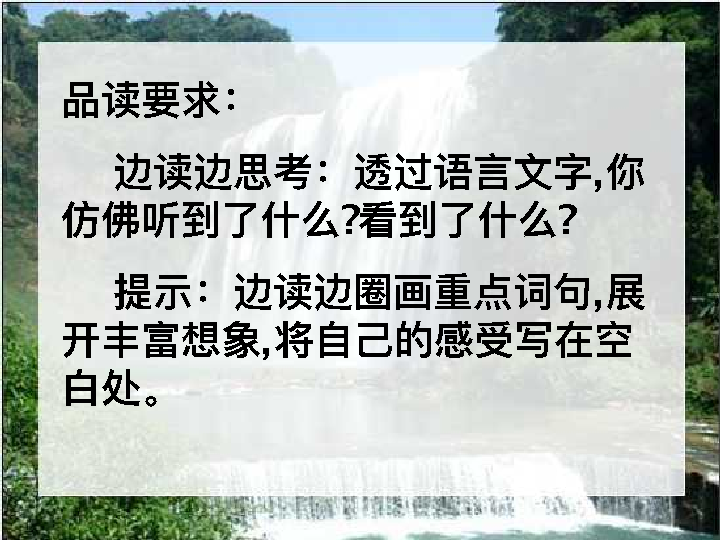 品读要求：
边读边思考：透过语言文字,你
仿佛听到了什么?看到了什么?
提示：边读边圈画重点词句,展
开丰富想象,将自己的感受写在空
白处。